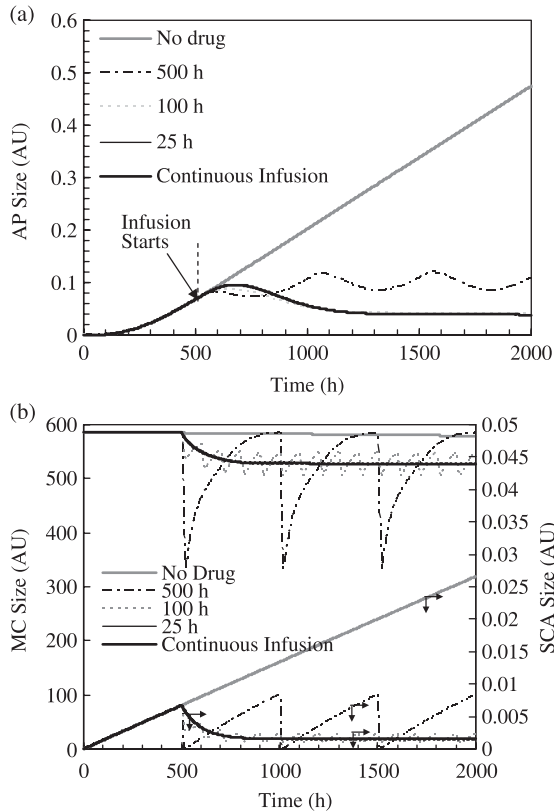 (a)
0.6
0.5
0.4
0.3
0.2
0.1
0
AP Size (AU)
No drug
500 h
100 h
25 h
Continuous Infusion
Infusion
Starts
0 500 1000 1500 2000
Time (h)
(b)
600
500
400
300
200
100
0
MC Size (AU)
No Drug
500 h
100 h
25 h
Continuous Infusion
0.05
0.045
0.04
0.035
0.03
0.025
0.02
0.015
0.01
0.005
0
SCA Size (AU)
0 500 1000 1500 2000
Time (h)